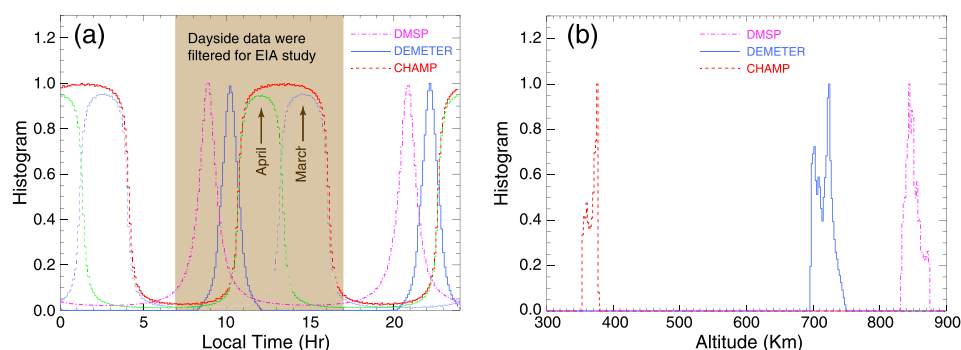 (a)
Dayside data were
filtered for EIA study
DMSP
DEMETER
CHAMP
April
March
Histogram
1.2
1.0
0.8
0.6
0.4
0.2
0.0
0 5 10 15 20
Local Time (Hr)
(b)
DMSP
DEMETER
CHAMP
Histogram
1.2
1.0
0.8
0.6
0.4
0.2
0.0
300 400 500 600 700 800 900
Altitude (Km)